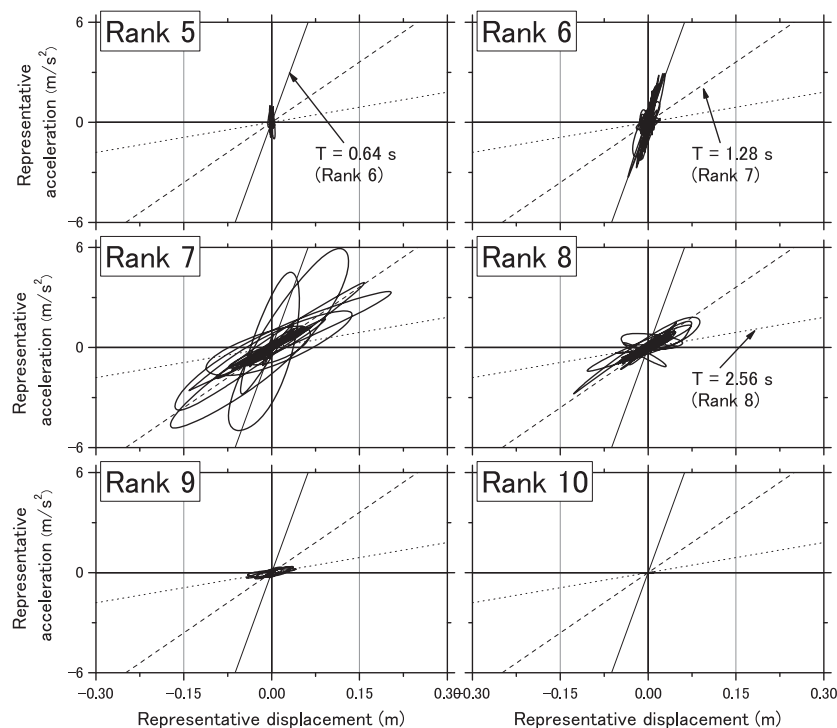 Rank 5
Rank 6
6
0
-6
Representative
acceleration (m/s²)
T = 0.64 s
(Rank 6)
T = 1.28 s
(Rank 7)
Rank 7
Rank 8
6
0
-6
Representative
acceleration (m/s²)
T = 2.56 s
(Rank 8)
Rank 9
Rank 10
6
0
-6
Representative
acceleration (m/s²)
-0.30 -0.15 0.00 0.15 0.30
-0.15 0.00 0.15 0.30
Representative displacement (m)
Representative displacement (m)